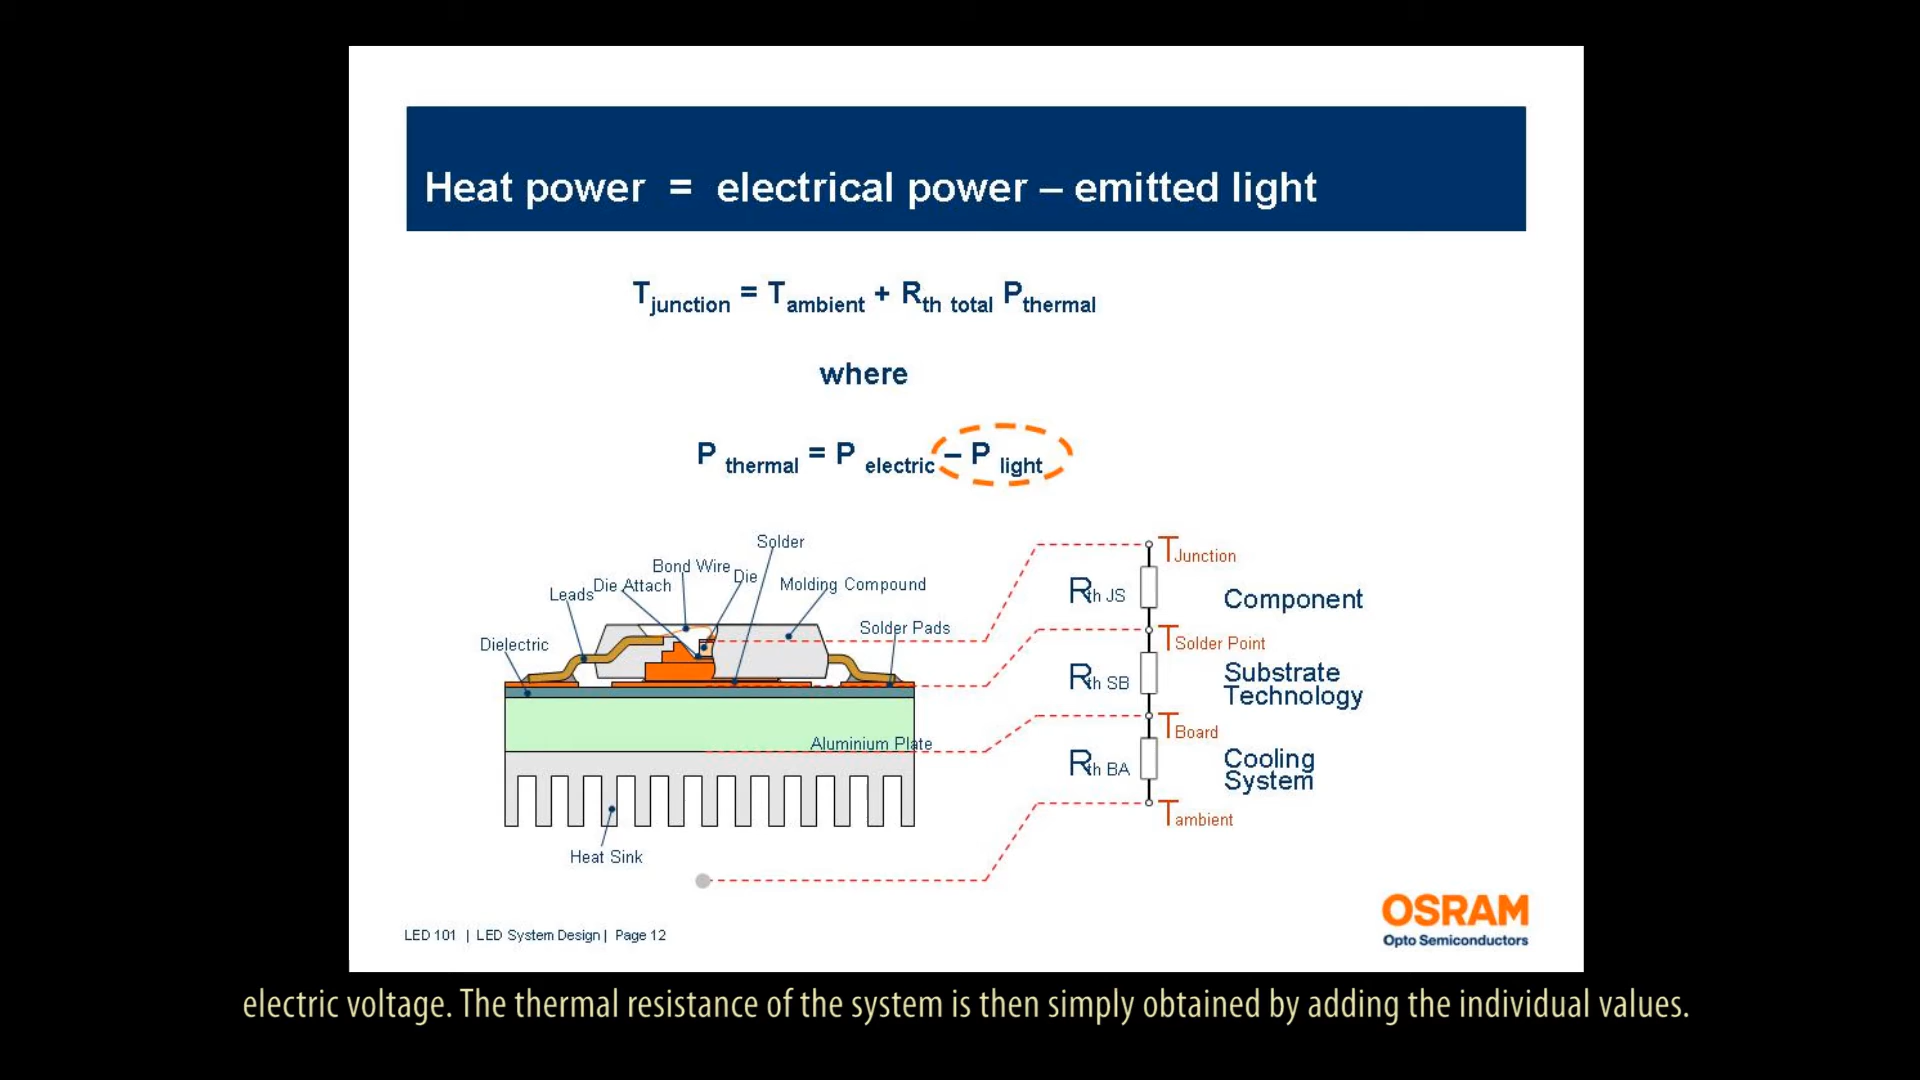 Heat power = electrical power – emitted light
Tjunction = Tambient + Rth total Pthermal
where
P thermal = P electric – P light
Solder
Bond Wire
Die
Die Attach
Molding Compound
Leads
Solder Pads
Dielectric
Aluminium Plate
Heat Sink
TJunction
Rth JS
Component
TSolder Point
Rth SB
Substrate
Technology
TBoard
Rth BA
Cooling
System
Tambient
OSRAM
Opto Semiconductors
LED 101 | LED System Design | Page 12
electric voltage. The thermal resistance of the system is then simply obtained by adding the individual values.